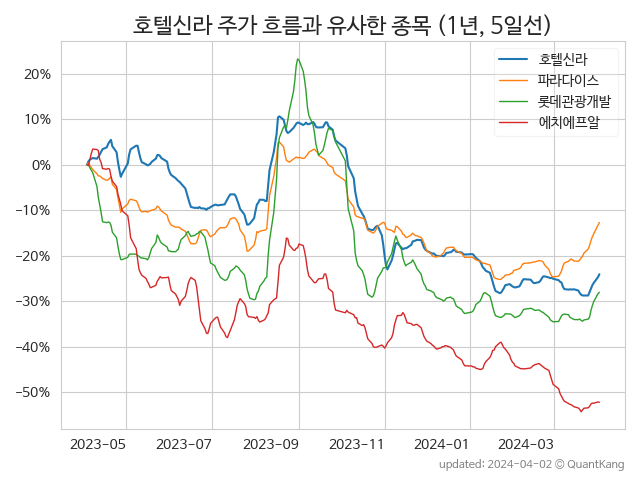 호텔신라 주가 흐름과 유사한 종목 (1년, 5일선)
호텔신라
파라다이스
롯데관광개발
에치에프알
20%
10%
0%
−10%
−20%
−30%
−40%
−50%
2023-05 2023-07 2023-09 2023-11 2024-01 2024-03
updated: 2024-04-02 © QuantKang